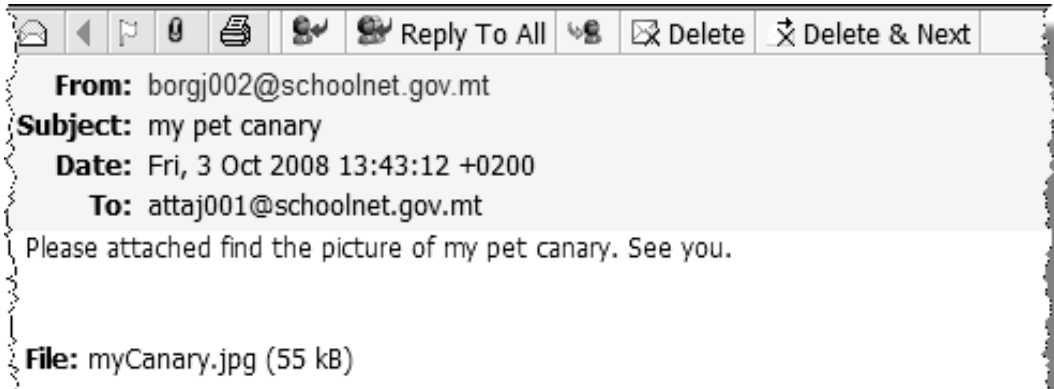 Reply To All Delete Delete & Next
From: borgj002@schoolnet.gov.mt
Subject: my pet canary
Date: Fri, 3 Oct 2008 13:43:12 +0200
To: attaj001@schoolnet.gov.mt
Please attached find the picture of my pet canary. See you.
File: myCanary.jpg (55 kB)